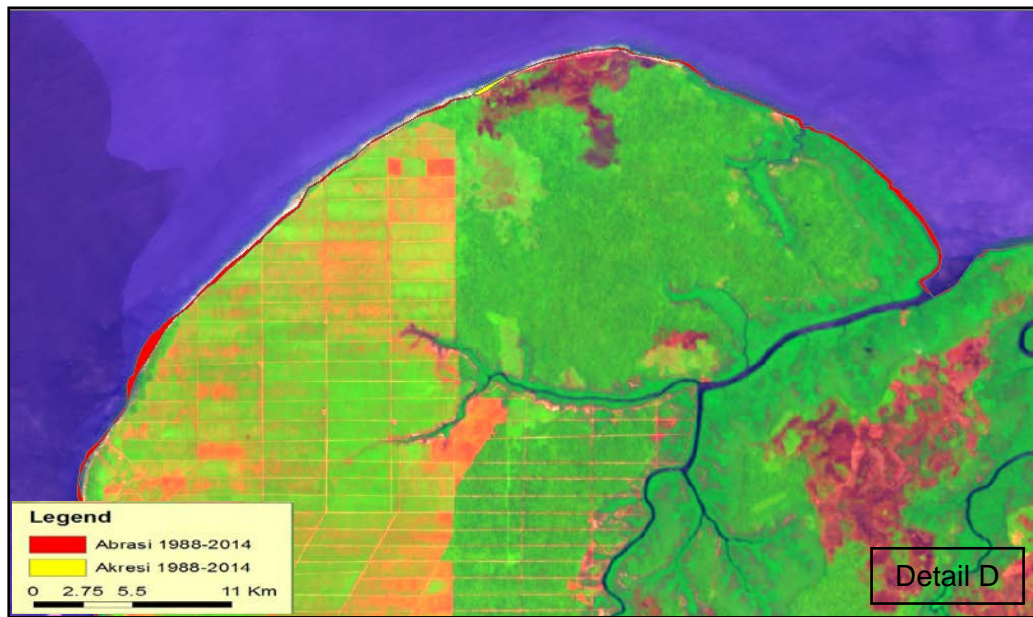 Legend
Abrasi 1988-2014
Akresi 1988-2014
0 2.75 5.5 11 Km
Detail D